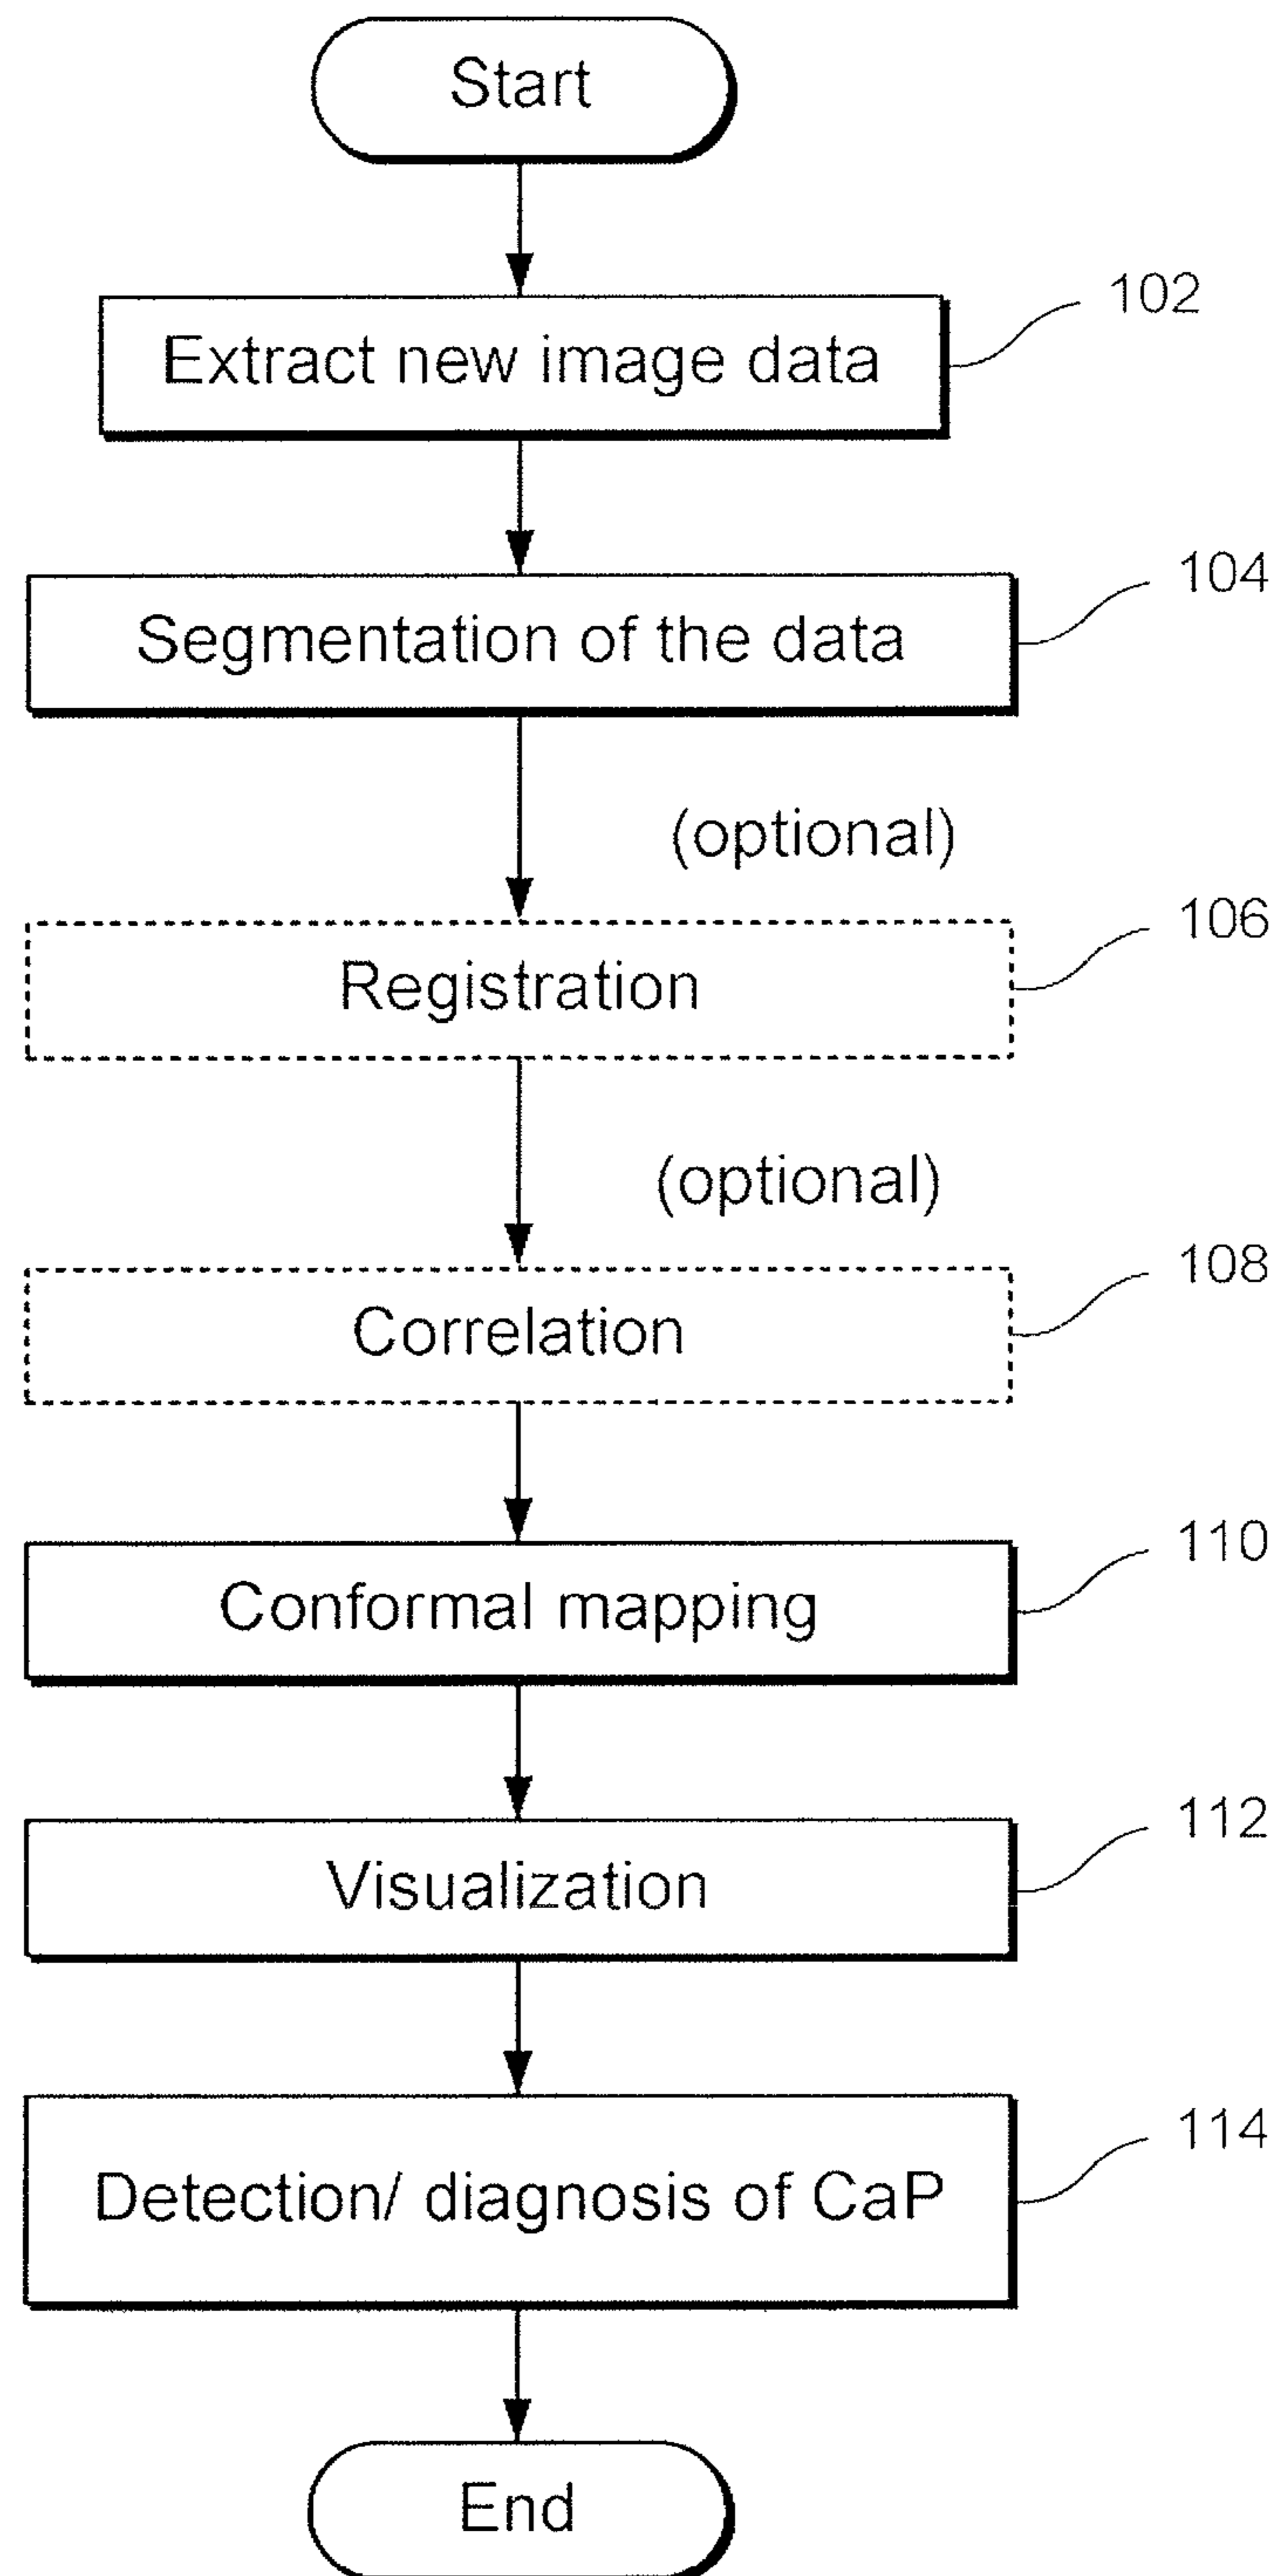 Start
Extract new image data
102
Segmentation of the data
104
(optional)
Registration
106
(optional)
Correlation
108
Conformal mapping
110
Visualization
112
Detection/ diagnosis of CaP
114
End